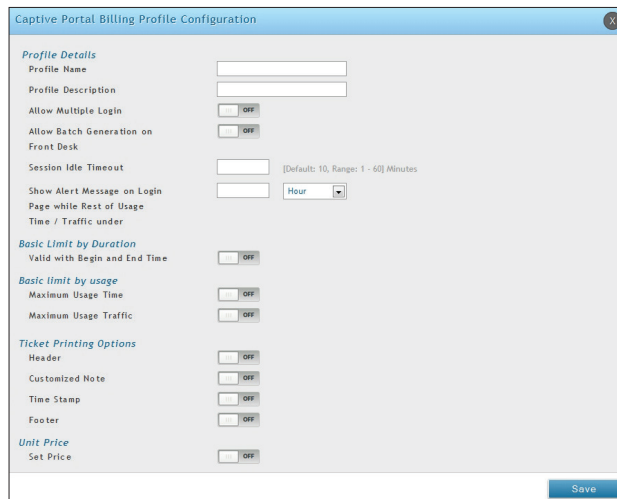 Captive Portal Billing Profile Configuration
X
Profile Details
Profile Name
Profile Description
Allow Multiple Login OFF
Allow Batch Generation on OFF
Front Desk
Session Idle Timeout [Default: 10, Range: 1 - 60] Minutes
Show Alert Message on Login Hour
Page while Rest of Usage
Time / Traffic under
Basic Limit by Duration
Valid with Begin and End Time OFF
Basic limit by usage
Maximum Usage Time OFF
Maximum Usage Traffic OFF
Ticket Printing Options
Header OFF
Customized Note OFF
Time Stamp OFF
Footer OFF
Unit Price
Set Price OFF
Save